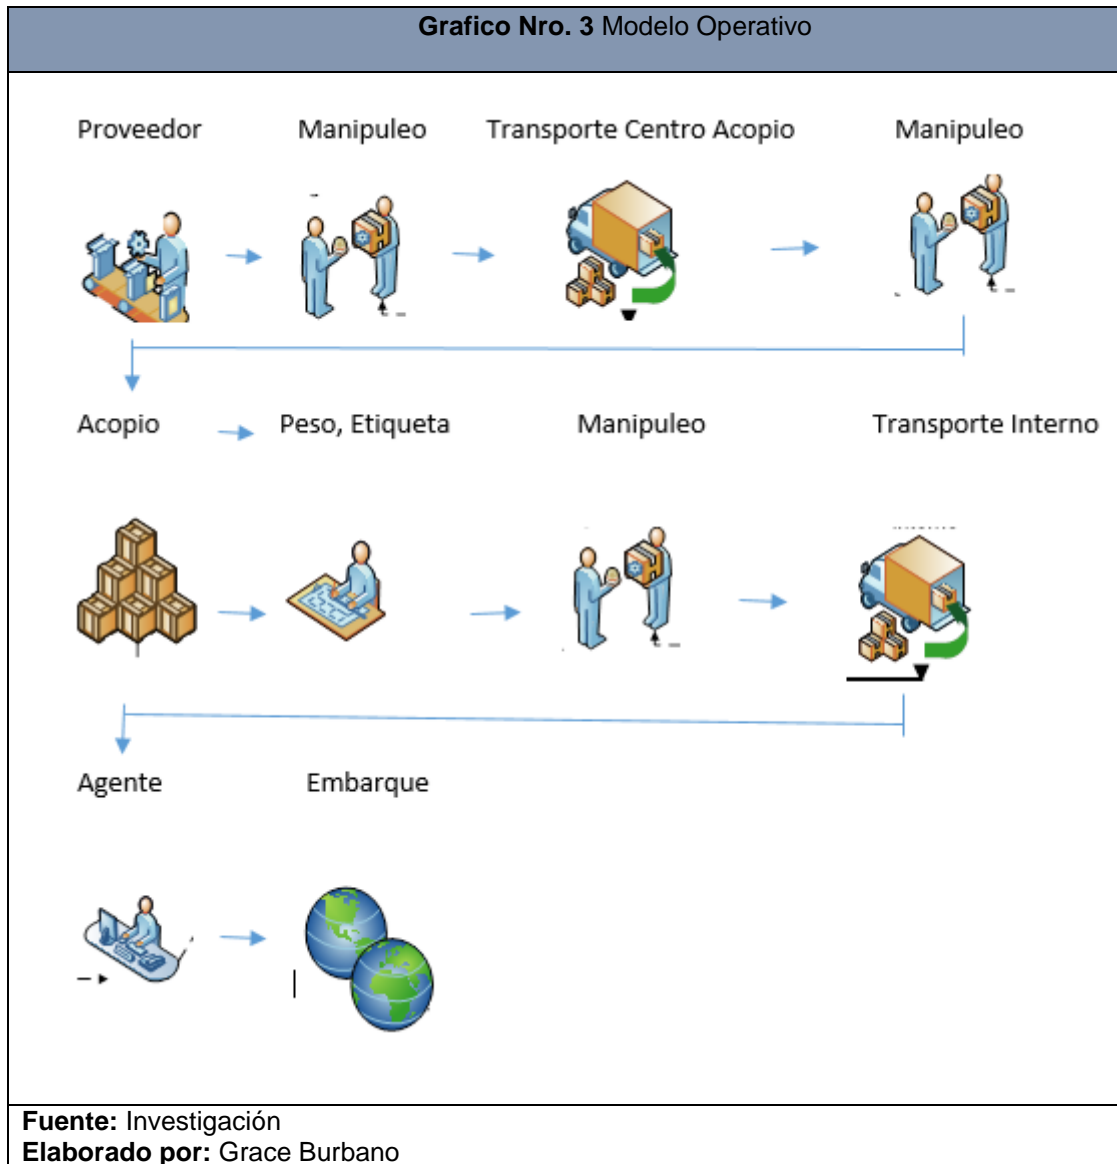 Grafico Nro. 3 Modelo Operativo
Proveedor Manipuleo Transporte Centro Acopio Manipuleo
Acopio Peso, Etiqueta Manipuleo Transporte Interno
Agente Embarque
Fuente: Investigación
Elaborado por: Grace Burbano